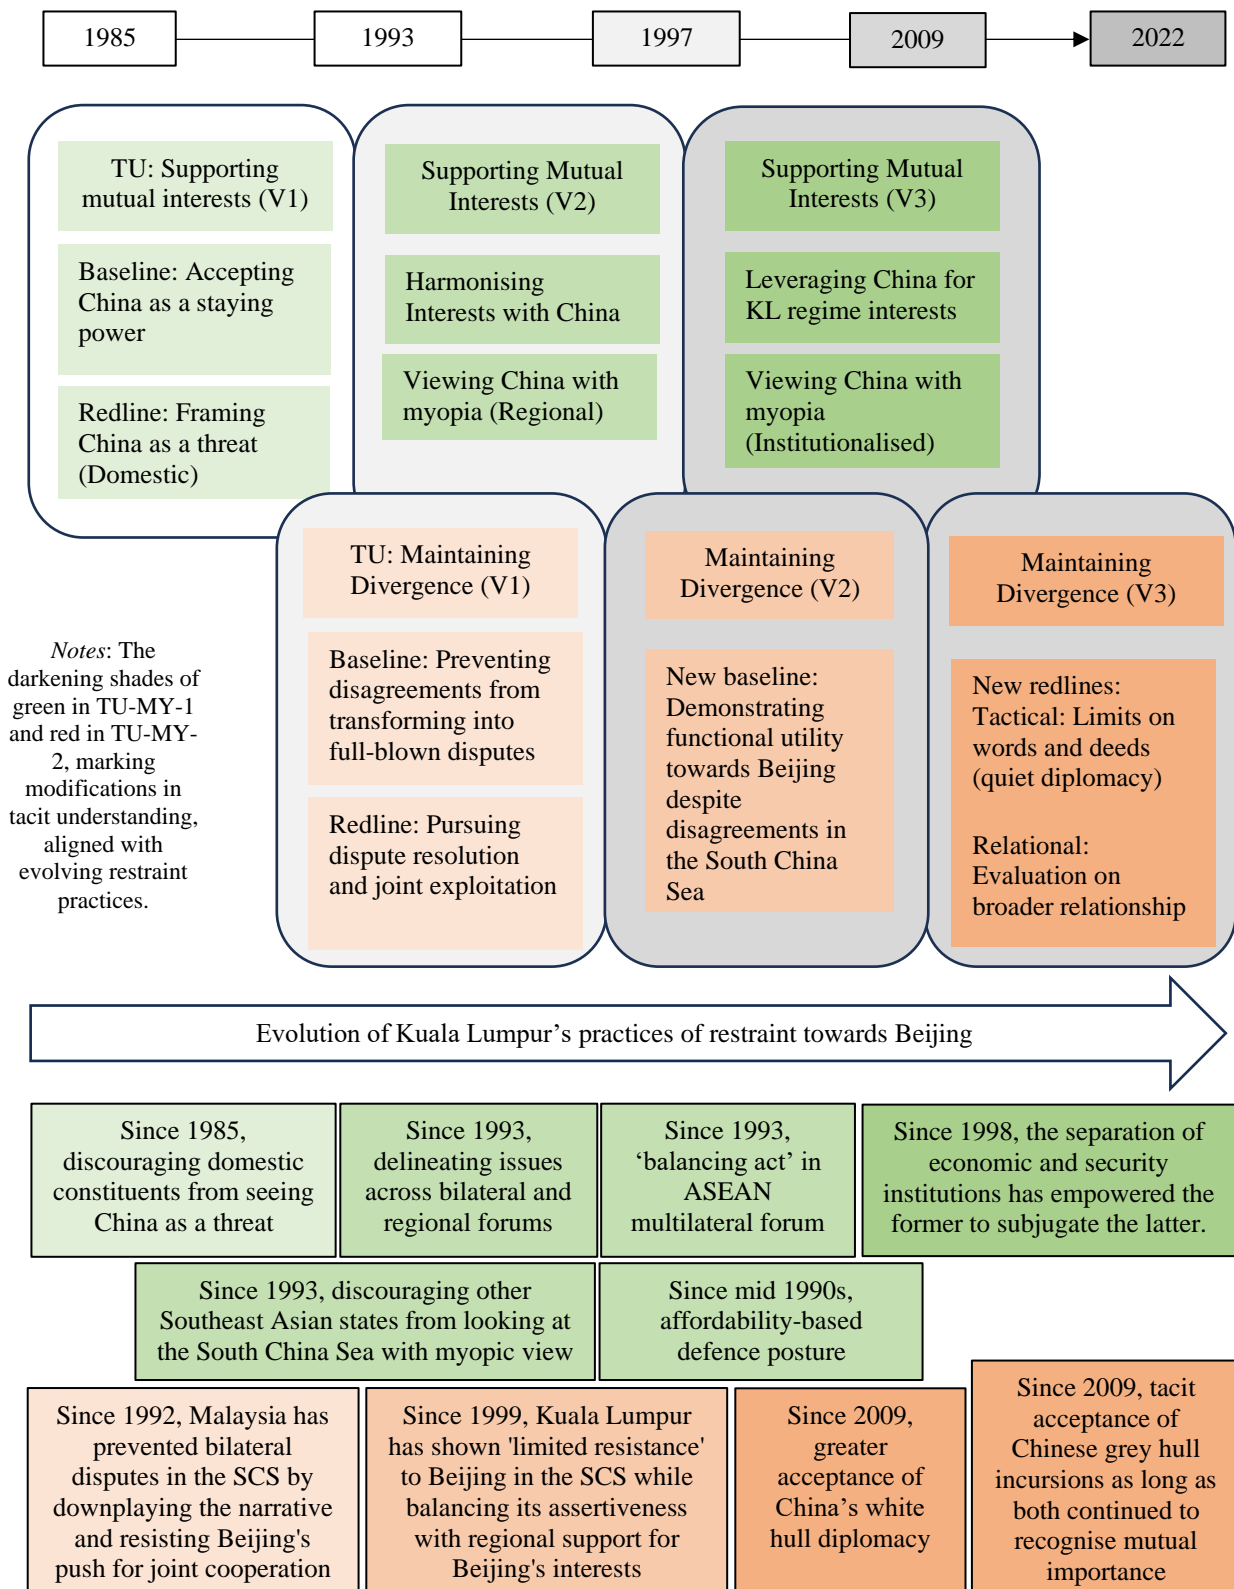 1985
1993
1997
2009
2022
TU: Supporting
mutual interests (V1)
Baseline: Accepting
China as a staying
power
Redline: Framing
China as a threat
(Domestic)
Supporting Mutual
Interests (V2)
Harmonising
Interests with China
Viewing China with
myopia (Regional)
Supporting Mutual
Interests (V3)
Leveraging China for
KL regime interests
Viewing China with
myopia
(Institutionalised)
Notes: The
darkening shades of
green in TU-MY-1
and red in TU-MY-
2, marking
modifications in
tacit understanding,
aligned with
evolving restraint
practices.
TU: Maintaining
Divergence (V1)
Baseline: Preventing
disagreements from
transforming into
full-blown disputes
Redline: Pursuing
dispute resolution
and joint exploitation
Maintaining
Divergence (V2)
New baseline:
Demonstrating
functional utility
towards Beijing
despite
disagreements in
the South China
Sea
Maintaining
Divergence (V3)
New redlines:
Tactical: Limits on
words and deeds
(quiet diplomacy)
Relational:
Evaluation on
broader relationship
Evolution of Kuala Lumpur’s practices of restraint towards Beijing
Since 1985,
discouraging domestic
constituents from seeing
China as a threat
Since 1993,
delineating issues
across bilateral and
regional forums
Since 1993,
‘balancing act’ in
ASEAN
multilateral forum
Since 1998, the separation of
economic and security
institutions has empowered the
former to subjugate the latter.
Since 1993, discouraging other
Southeast Asian states from looking at
the South China Sea with myopic view
Since mid 1990s,
affordability-based
defence posture
Since 1992, Malaysia has
prevented bilateral
disputes in the SCS by
downplaying the narrative
and resisting Beijing's
push for joint cooperation
Since 1999, Kuala Lumpur
has shown 'limited resistance'
to Beijing in the SCS while
balancing its assertiveness
with regional support for
Beijing's interests
Since 2009,
greater
acceptance of
China’s white
hull diplomacy
Since 2009, tacit
acceptance of
Chinese grey hull
incursions as long as
both continued to
recognise mutual
importance